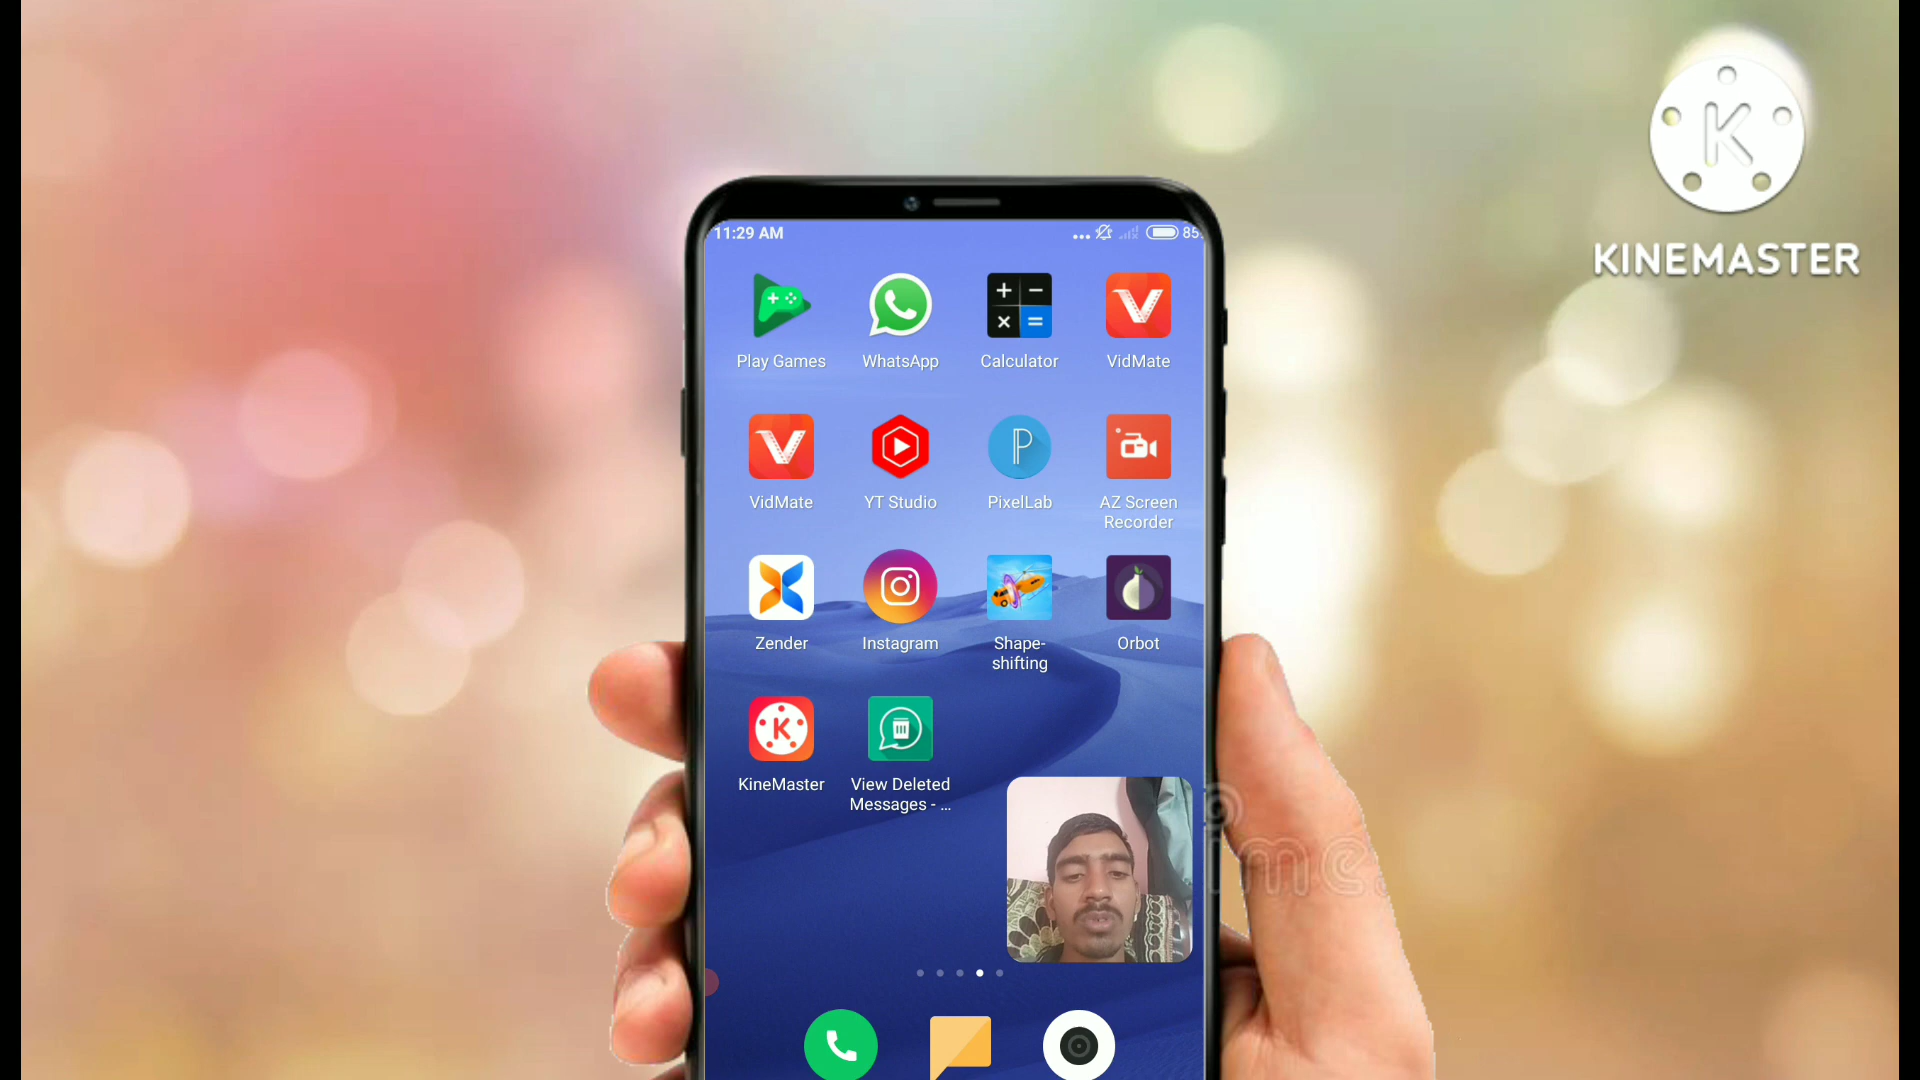 KINEMASTER
11:29 AM
85
Play Games
WhatsApp
Calculator
VidMate
VidMate
YT Studio
PixelLab
AZ Screen
Recorder
Zender
Instagram
Shape-
shifting
Orbot
KineMaster
View Deleted
Messages - ...